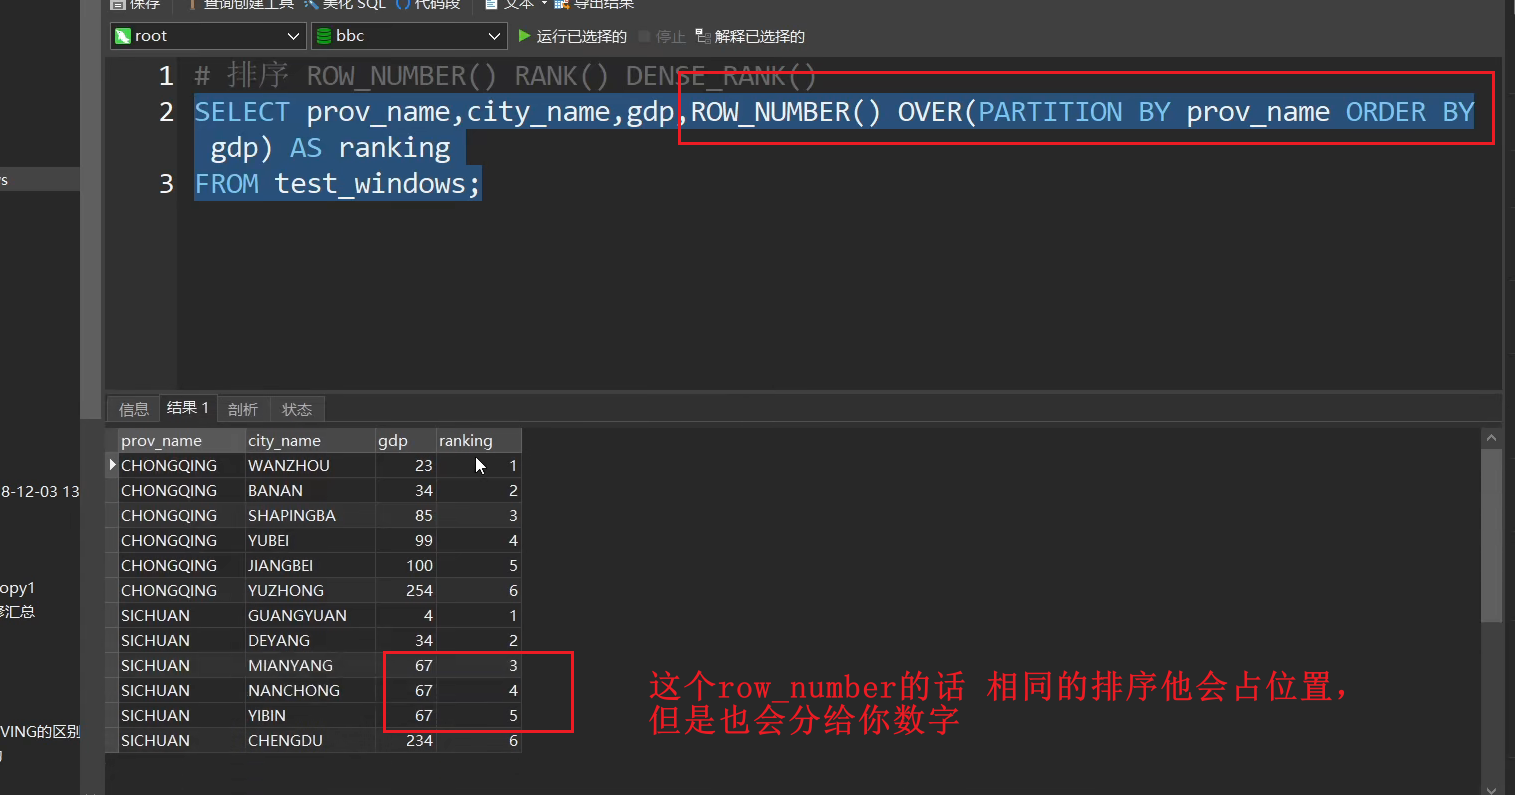 保存 查询创建工具 美化 SQL () 代码段 文本 导出结果
root bbc 运行已选择的 停止 解释已选择的
1 # 排序 ROW_NUMBER() RANK() DENSE_RANK()
2 SELECT prov_name,city_name,gdp,ROW_NUMBER() OVER(PARTITION BY prov_name ORDER BY
gdp) AS ranking
3 FROM test_windows;
信息 结果 1 剖析 状态
prov_name city_name gdp ranking
CHONGQING WANZHOU 23 1
CHONGQING BANAN 34 2
CHONGQING SHAPINGBA 85 3
CHONGQING YUBEI 99 4
CHONGQING JIANGBEI 100 5
CHONGQING YUZHONG 254 6
SICHUAN GUANGYUAN 4 1
SICHUAN DEYANG 34 2
SICHUAN MIANYANG 67 3
SICHUAN NANCHONG 67 4
SICHUAN YIBIN 67 5
SICHUAN CHENGDU 234 6
这个row_number的话 相同的排序他会占位置，
但是也会分给你数字
s
8-12-03 13
opy1
汇总
VING的区别